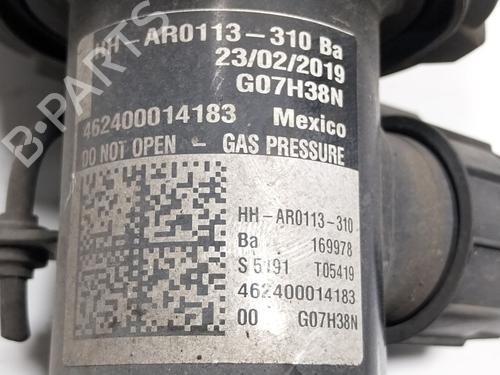 HH - AR0113-310 Ba
23/02/2019
G07H38N
462400014183 Mexico
DO NOT OPEN - GAS PRESSURE
HH-AR0113-310
Ba 169978
S 5191 T05419
462400014183
00 G07H38N
B-PARTS